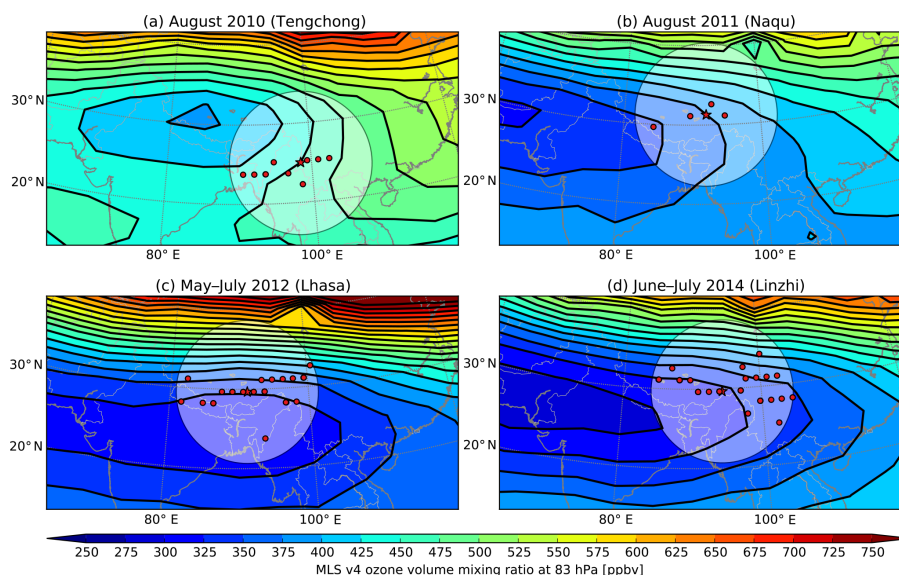 (a) August 2010 (Tengchong)
(b) August 2011 (Naqu)
30° N
20° N
80° E
100° E
30° N
20° N
80° E
100° E
(c) May–July 2012 (Lhasa)
(d) June–July 2014 (Linzhi)
30° N
20° N
80° E
100° E
30° N
20° N
80° E
100° E
250 275 300 325 350 375 400 425 450 475 500 525 550 575 600 625 650 675 700 725 750
MLS v4 ozone volume mixing ratio at 83 hPa [ppbv]